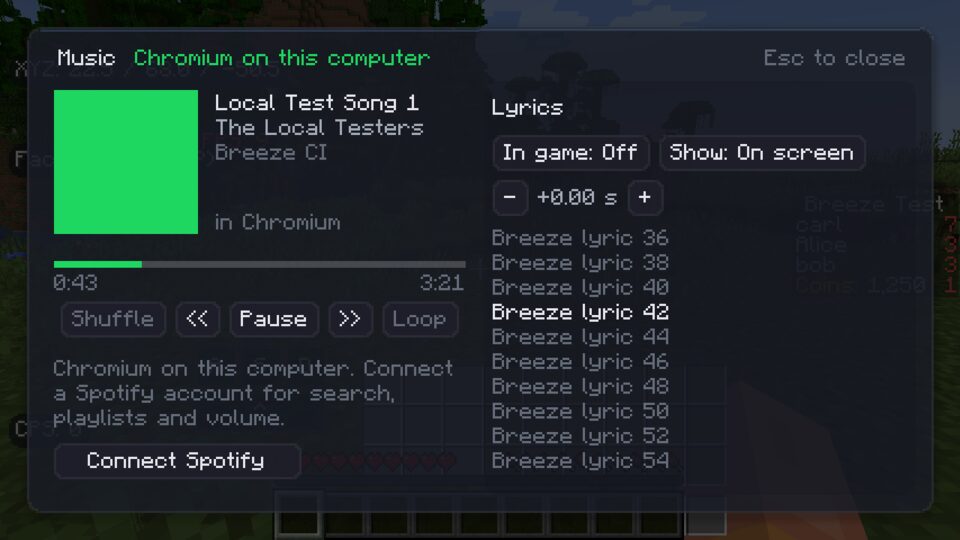 Music Chromium on this computer
Esc to close
Local Test Song 1
The Local Testers
Breeze CI
in Chromium
0:43
3:21
Shuffle
<<
Pause
>>
Loop
Chromium on this computer. Connect
a Spotify account for search,
playlists and volume.
Connect Spotify
Lyrics
In game: Off
Show: On screen
-
+0.00 s
+
Breeze lyric 36
Breeze lyric 38
Breeze lyric 40
Breeze lyric 42
Breeze lyric 44
Breeze lyric 46
Breeze lyric 48
Breeze lyric 50
Breeze lyric 52
Breeze lyric 54
Breeze Test
carl 7
Alice 3
bob 3
Coins: 1,250 1